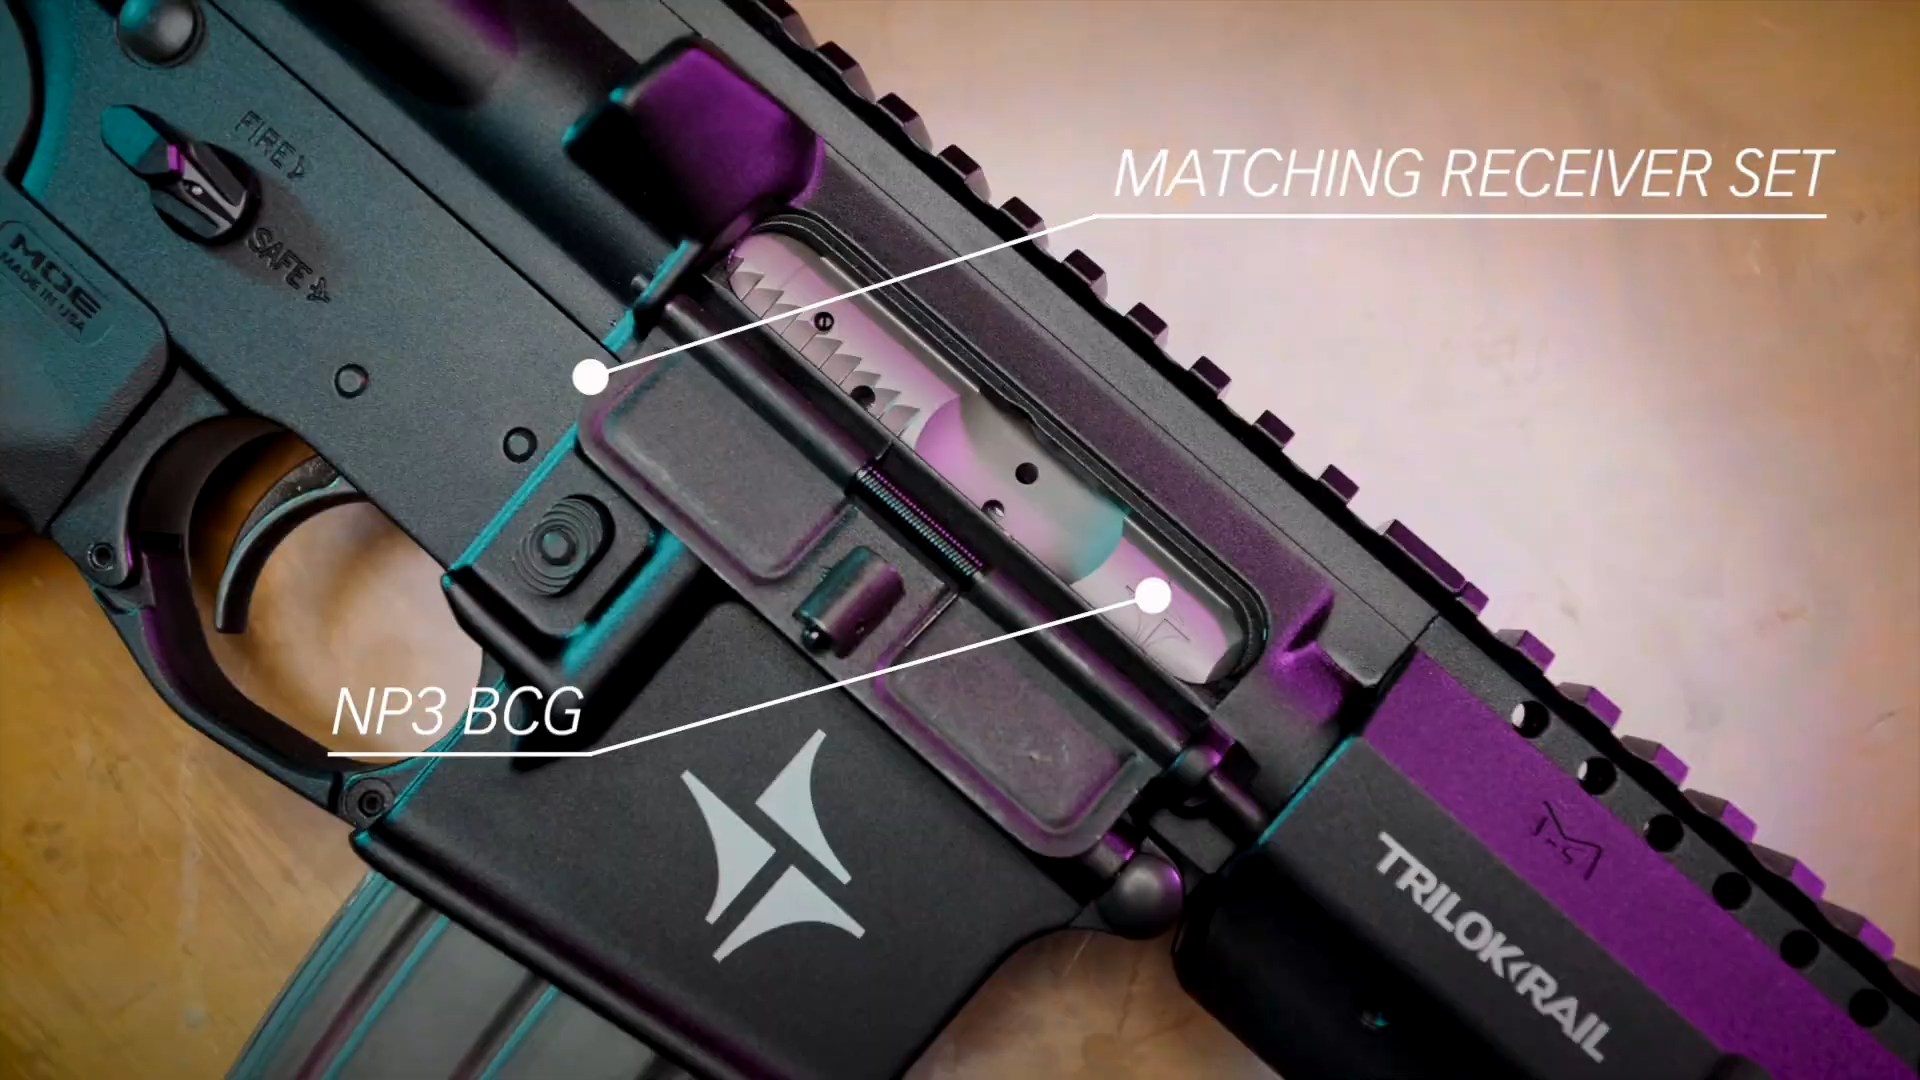 MATCHING RECEIVER SET
FIRE
SAFE
MOE
MADE IN USA
NP3 BCG
TRILOK RAIL